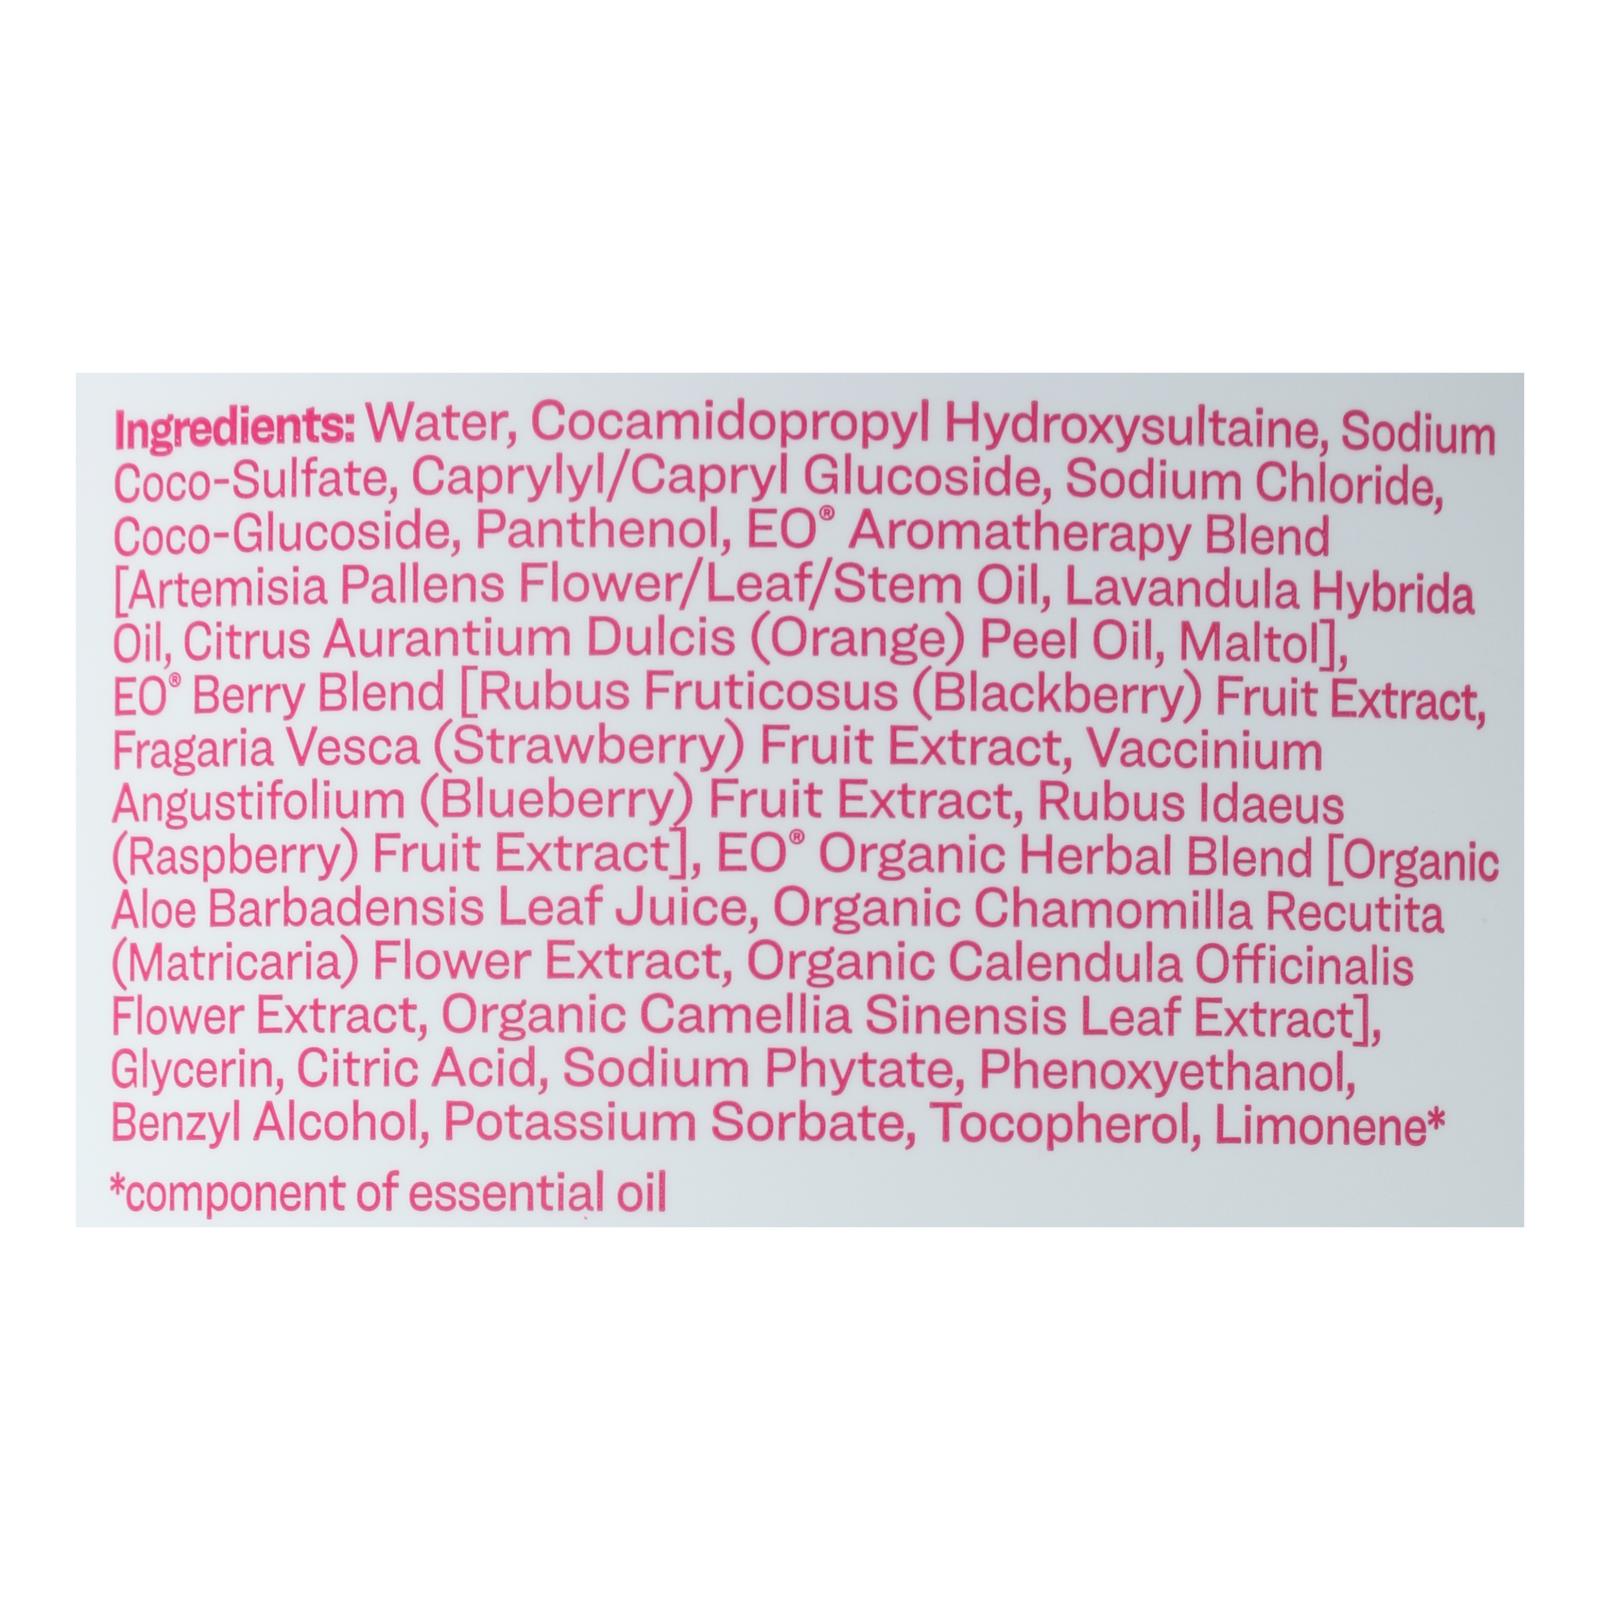 Ingredients: Water, Cocamidopropyl Hydroxysultaine, Sodium
Coco-Sulfate, Caprylyl/Capryl Glucoside, Sodium Chloride,
Coco-Glucoside, Panthenol, EO® Aromatherapy Blend
[Artemisia Pallens Flower/Leaf/Stem Oil, Lavandula Hybrida
Oil, Citrus Aurantium Dulcis (Orange) Peel Oil, Maltol],
EO® Berry Blend [Rubus Fruticosus (Blackberry) Fruit Extract,
Fragaria Vesca (Strawberry) Fruit Extract, Vaccinium
Angustifolium (Blueberry) Fruit Extract, Rubus Idaeus
(Raspberry) Fruit Extract], EO® Organic Herbal Blend [Organic
Aloe Barbadensis Leaf Juice, Organic Chamomilla Recutita
(Matricaria) Flower Extract, Organic Calendula Officinalis
Flower Extract, Organic Camellia Sinensis Leaf Extract],
Glycerin, Citric Acid, Sodium Phytate, Phenoxyethanol,
Benzyl Alcohol, Potassium Sorbate, Tocopherol, Limonene*
*component of essential oil